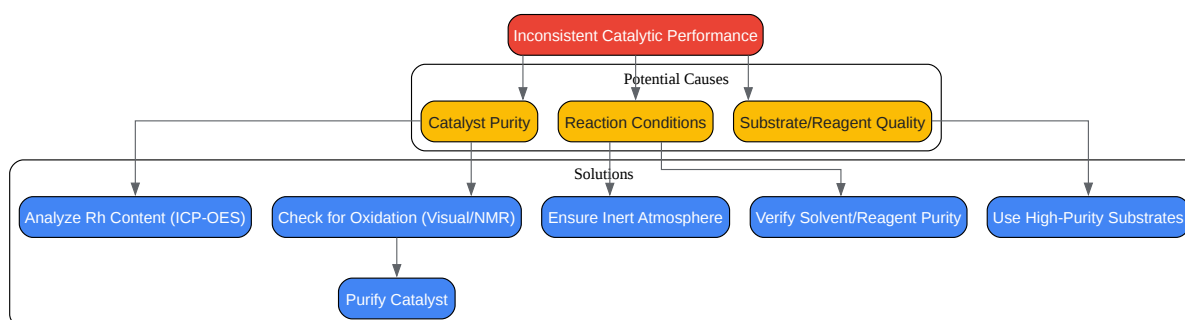 Inconsistent Catalytic Performance
Potential Causes
Catalyst Purity
Reaction Conditions
Substrate/Reagent Quality
Solutions
Analyze Rh Content (ICP-OES)
Check for Oxidation (Visual/NMR)
Ensure Inert Atmosphere
Verify Solvent/Reagent Purity
Use High-Purity Substrates
Purify Catalyst